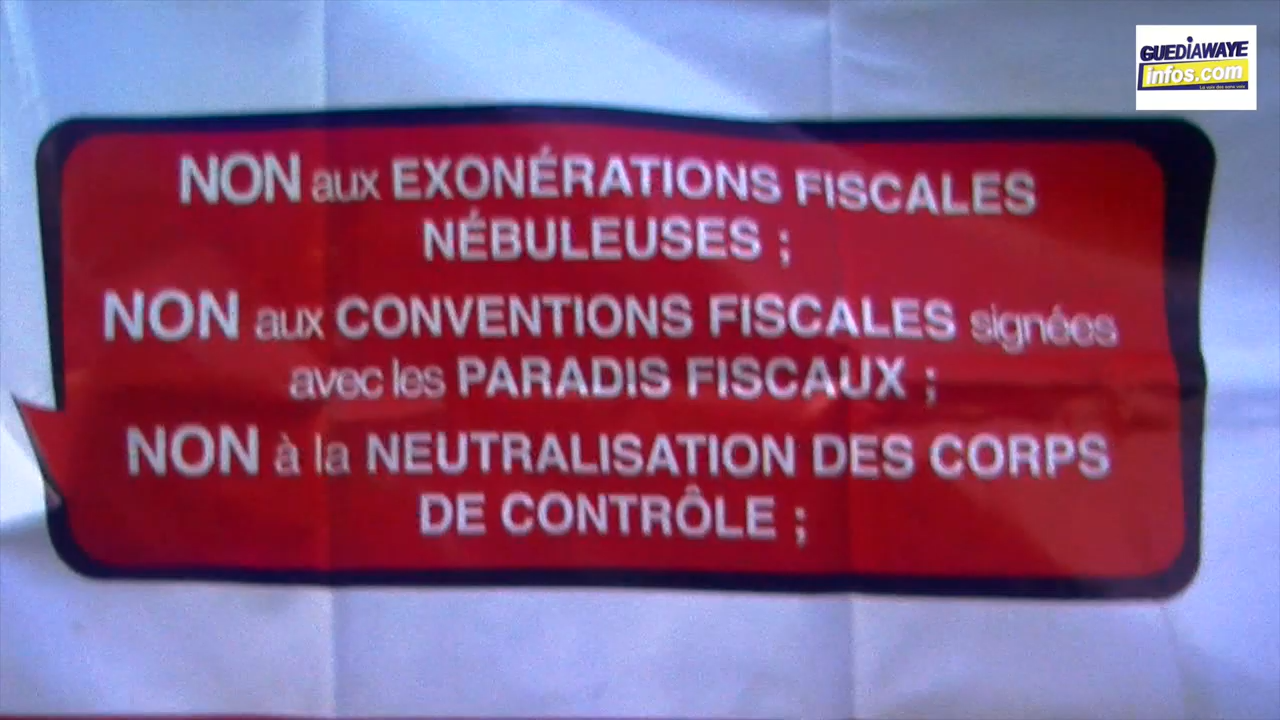 GUEDiAWAYE
infos.com
NON aux EXONÉRATIONS FISCALES
NÉBULEUSES ;
NON aux CONVENTIONS FISCALES signées
avec les PARADIS FISCAUX ;
NON à la NEUTRALISATION DES CORPS
DE CONTRÔLE ;